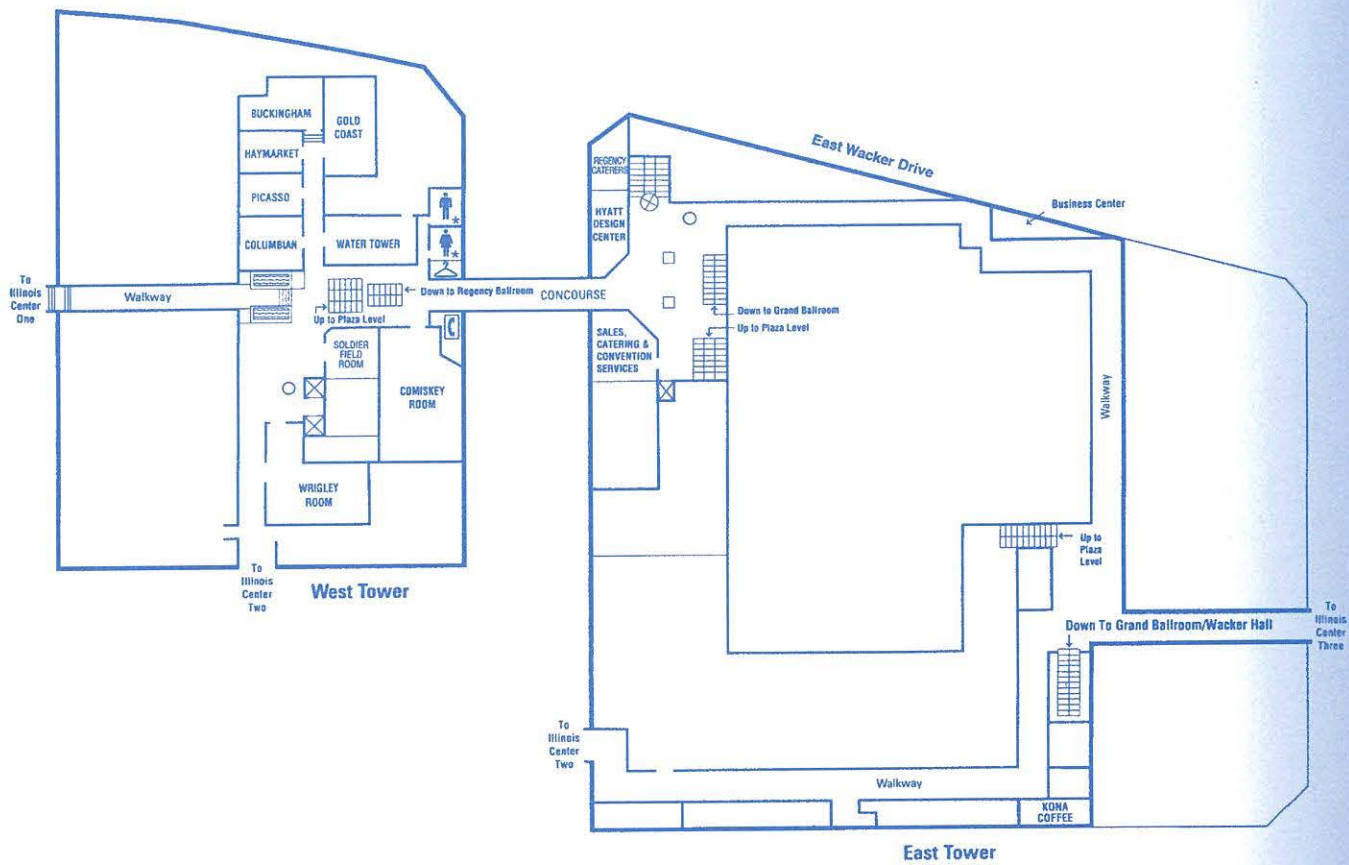 BUCKINGHAM
GOLD
COAST
HAYMARKET
PICASSO
COLUMBIAN
WATER TOWER
*
*
To
Illinois
Center
One
Walkway
Down to Regency Ballroom
Up to Plaza Level
CONCOURSE
SOLDIER
FIELD
ROOM
COMISKEY
ROOM
WRIGLEY
ROOM
To
Illinois
Center
Two
West Tower
East Wacker Drive
REGENCY
CATERERS
HYATT
DESIGN
CENTER
Business Center
Down to Grand Ballroom
Up to Plaza Level
SALES,
CATERING &
CONVENTION
SERVICES
Walkway
Up to
Plaza
Level
Down To Grand Ballroom/Wacker Hall
To
Illinois
Center
Three
To
Illinois
Center
Two
Walkway
KONA
COFFEE
East Tower